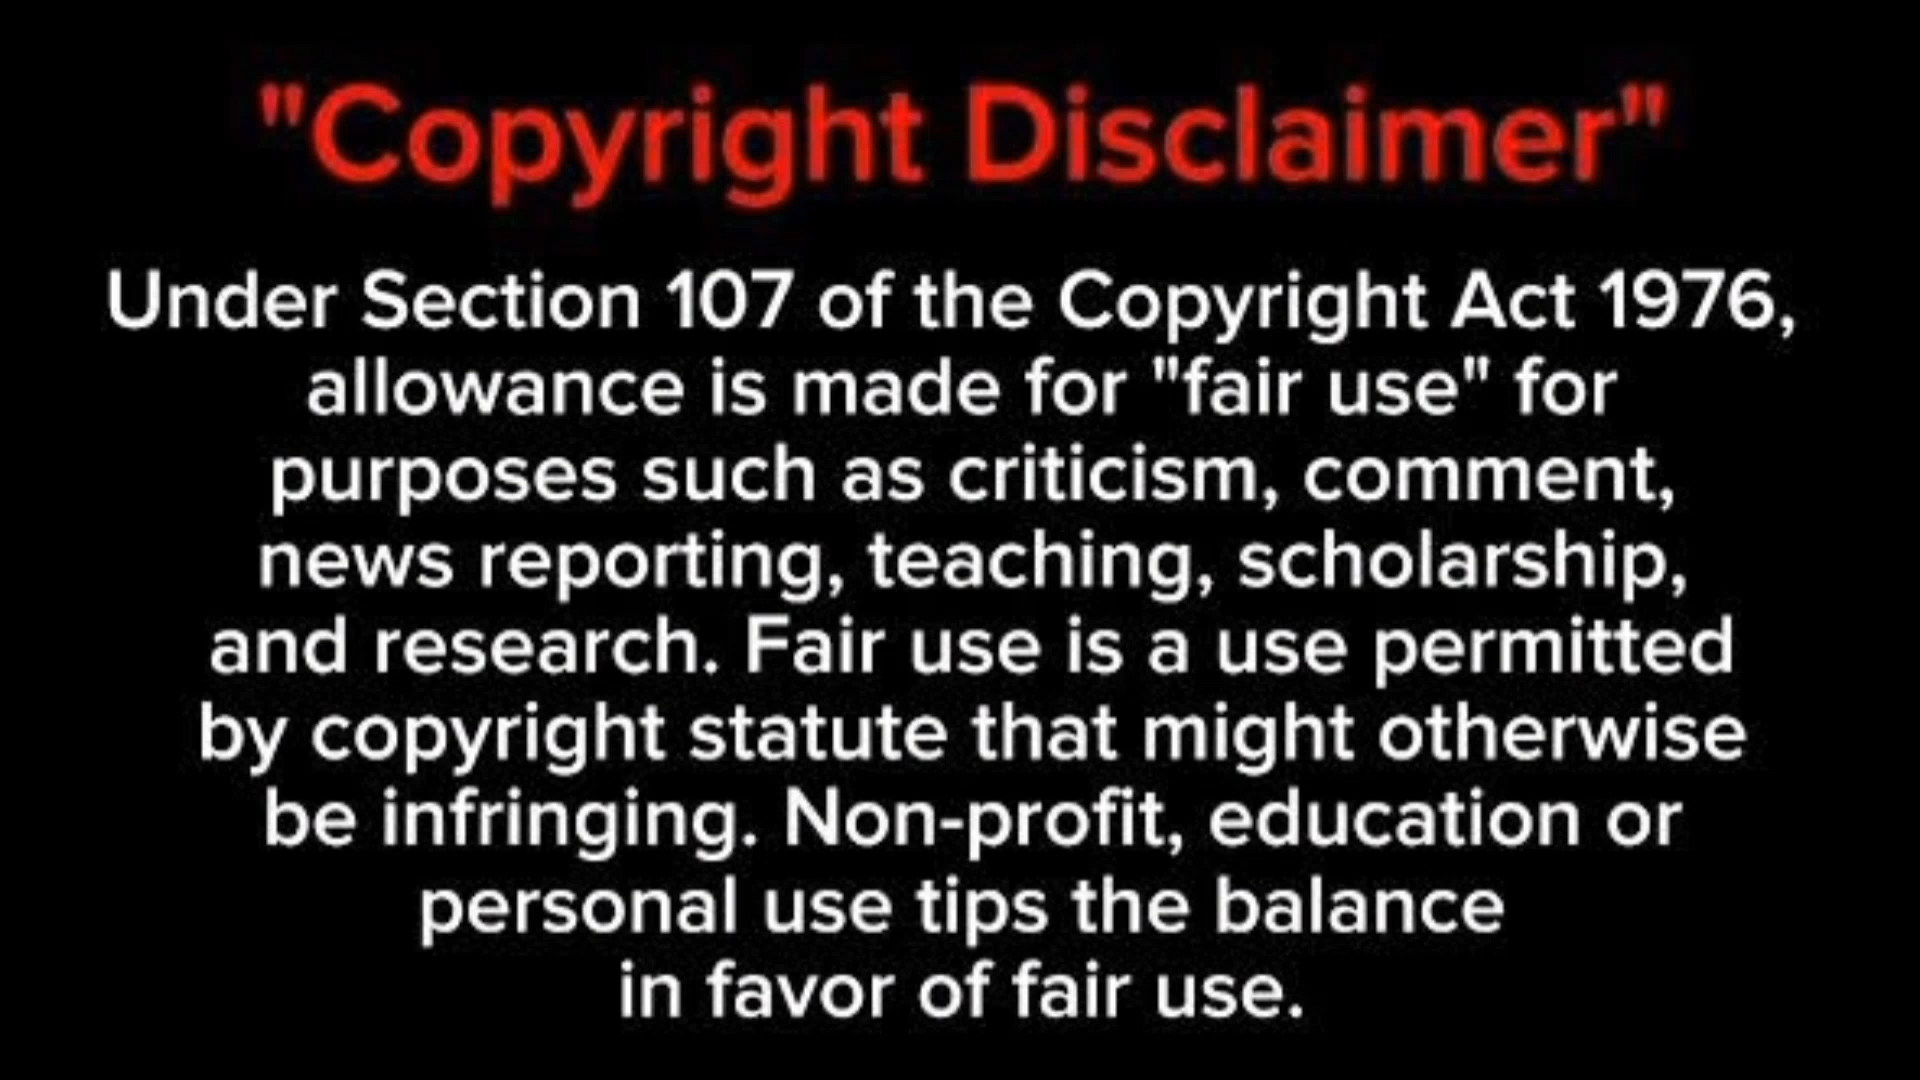 "Copyright Disclaimer"
Under Section 107 of the Copyright Act 1976,
allowance is made for "fair use" for
purposes such as criticism, comment,
news reporting, teaching, scholarship,
and research. Fair use is a use permitted
by copyright statute that might otherwise
be infringing. Non-profit, education or
personal use tips the balance
in favor of fair use.